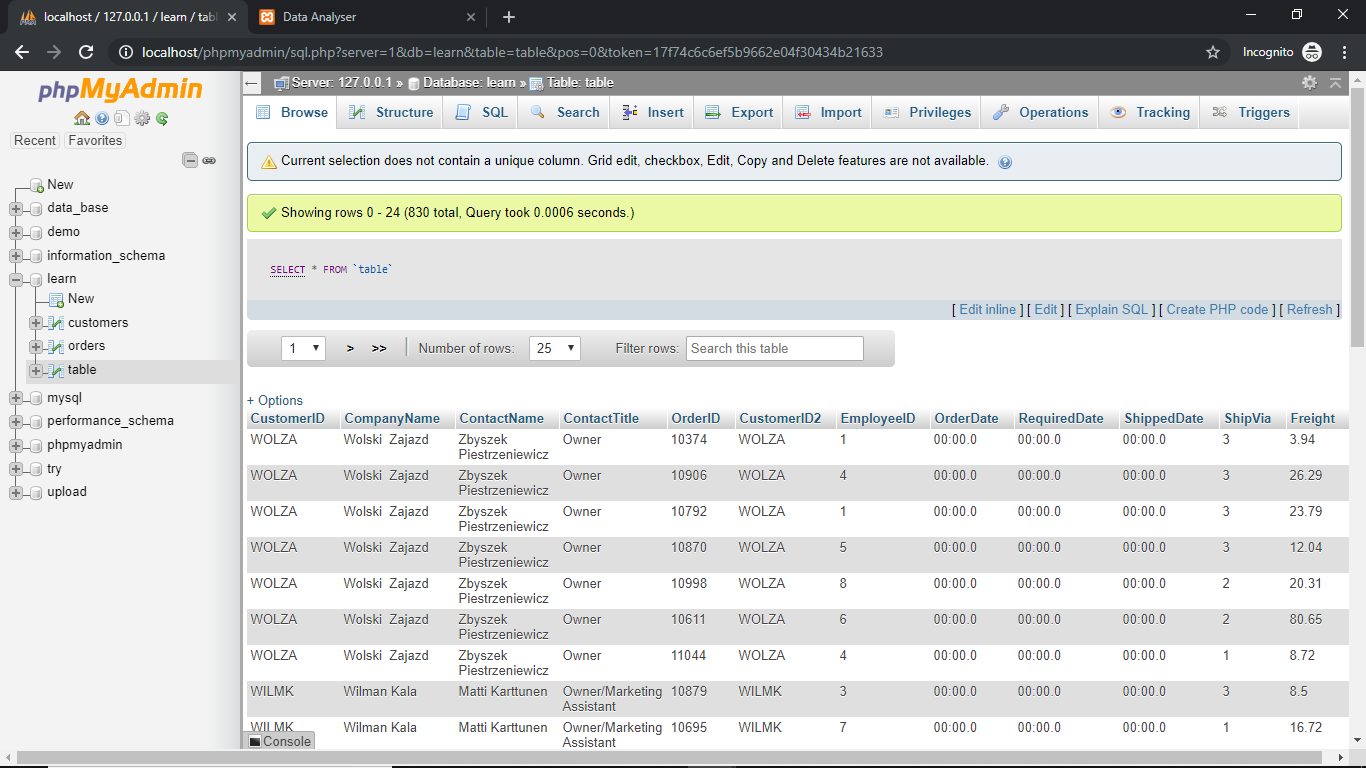 localhost / 127.0.0.1 / learn / tabl
Data Analyser
localhost/phpmyadmin/sql.php?server=1&db=learn&table=table&pos=0&token=17f74c6c6ef5b9662e04f30434b21633
Incognito
phpMyAdmin
Recent Favorites
New
data_base
demo
information_schema
learn
New
customers
orders
table
mysql
performance_schema
phpmyadmin
try
upload
Server: 127.0.0.1 » Database: learn » Table: table
Browse Structure SQL Search Insert Export Import Privileges Operations Tracking Triggers
Current selection does not contain a unique column. Grid edit, checkbox, Edit, Copy and Delete features are not available.
Showing rows 0 - 24 (830 total, Query took 0.0006 seconds.)
SELECT * FROM `table`
[ Edit inline ] [ Edit ] [ Explain SQL ] [ Create PHP code ] [ Refresh ]
1 > >> | Number of rows: 25 Filter rows: Search this table
+ Options
CustomerID CompanyName ContactName ContactTitle OrderID CustomerID2 EmployeeID OrderDate RequiredDate ShippedDate ShipVia Freight
WOLZA Wolski  Zajazd Zbyszek Owner 10374 WOLZA 1 00:00.0 00:00.0 00:00.0 3 3.94
Piestrzeniewicz
WOLZA Wolski  Zajazd Zbyszek Owner 10906 WOLZA 4 00:00.0 00:00.0 00:00.0 3 26.29
Piestrzeniewicz
WOLZA Wolski  Zajazd Zbyszek Owner 10792 WOLZA 1 00:00.0 00:00.0 00:00.0 3 23.79
Piestrzeniewicz
WOLZA Wolski  Zajazd Zbyszek Owner 10870 WOLZA 5 00:00.0 00:00.0 00:00.0 3 12.04
Piestrzeniewicz
WOLZA Wolski  Zajazd Zbyszek Owner 10998 WOLZA 8 00:00.0 00:00.0 00:00.0 2 20.31
Piestrzeniewicz
WOLZA Wolski  Zajazd Zbyszek Owner 10611 WOLZA 6 00:00.0 00:00.0 00:00.0 2 80.65
Piestrzeniewicz
WOLZA Wolski  Zajazd Zbyszek Owner 11044 WOLZA 4 00:00.0 00:00.0 00:00.0 1 8.72
Piestrzeniewicz
WILMK Wilman Kala Matti Karttunen Owner/Marketing 10879 WILMK 3 00:00.0 00:00.0 00:00.0 3 8.5
Assistant
WILMK Wilman Kala Matti Karttunen Owner/Marketing 10695 WILMK 7 00:00.0 00:00.0 00:00.0 1 16.72
Assistant
Console